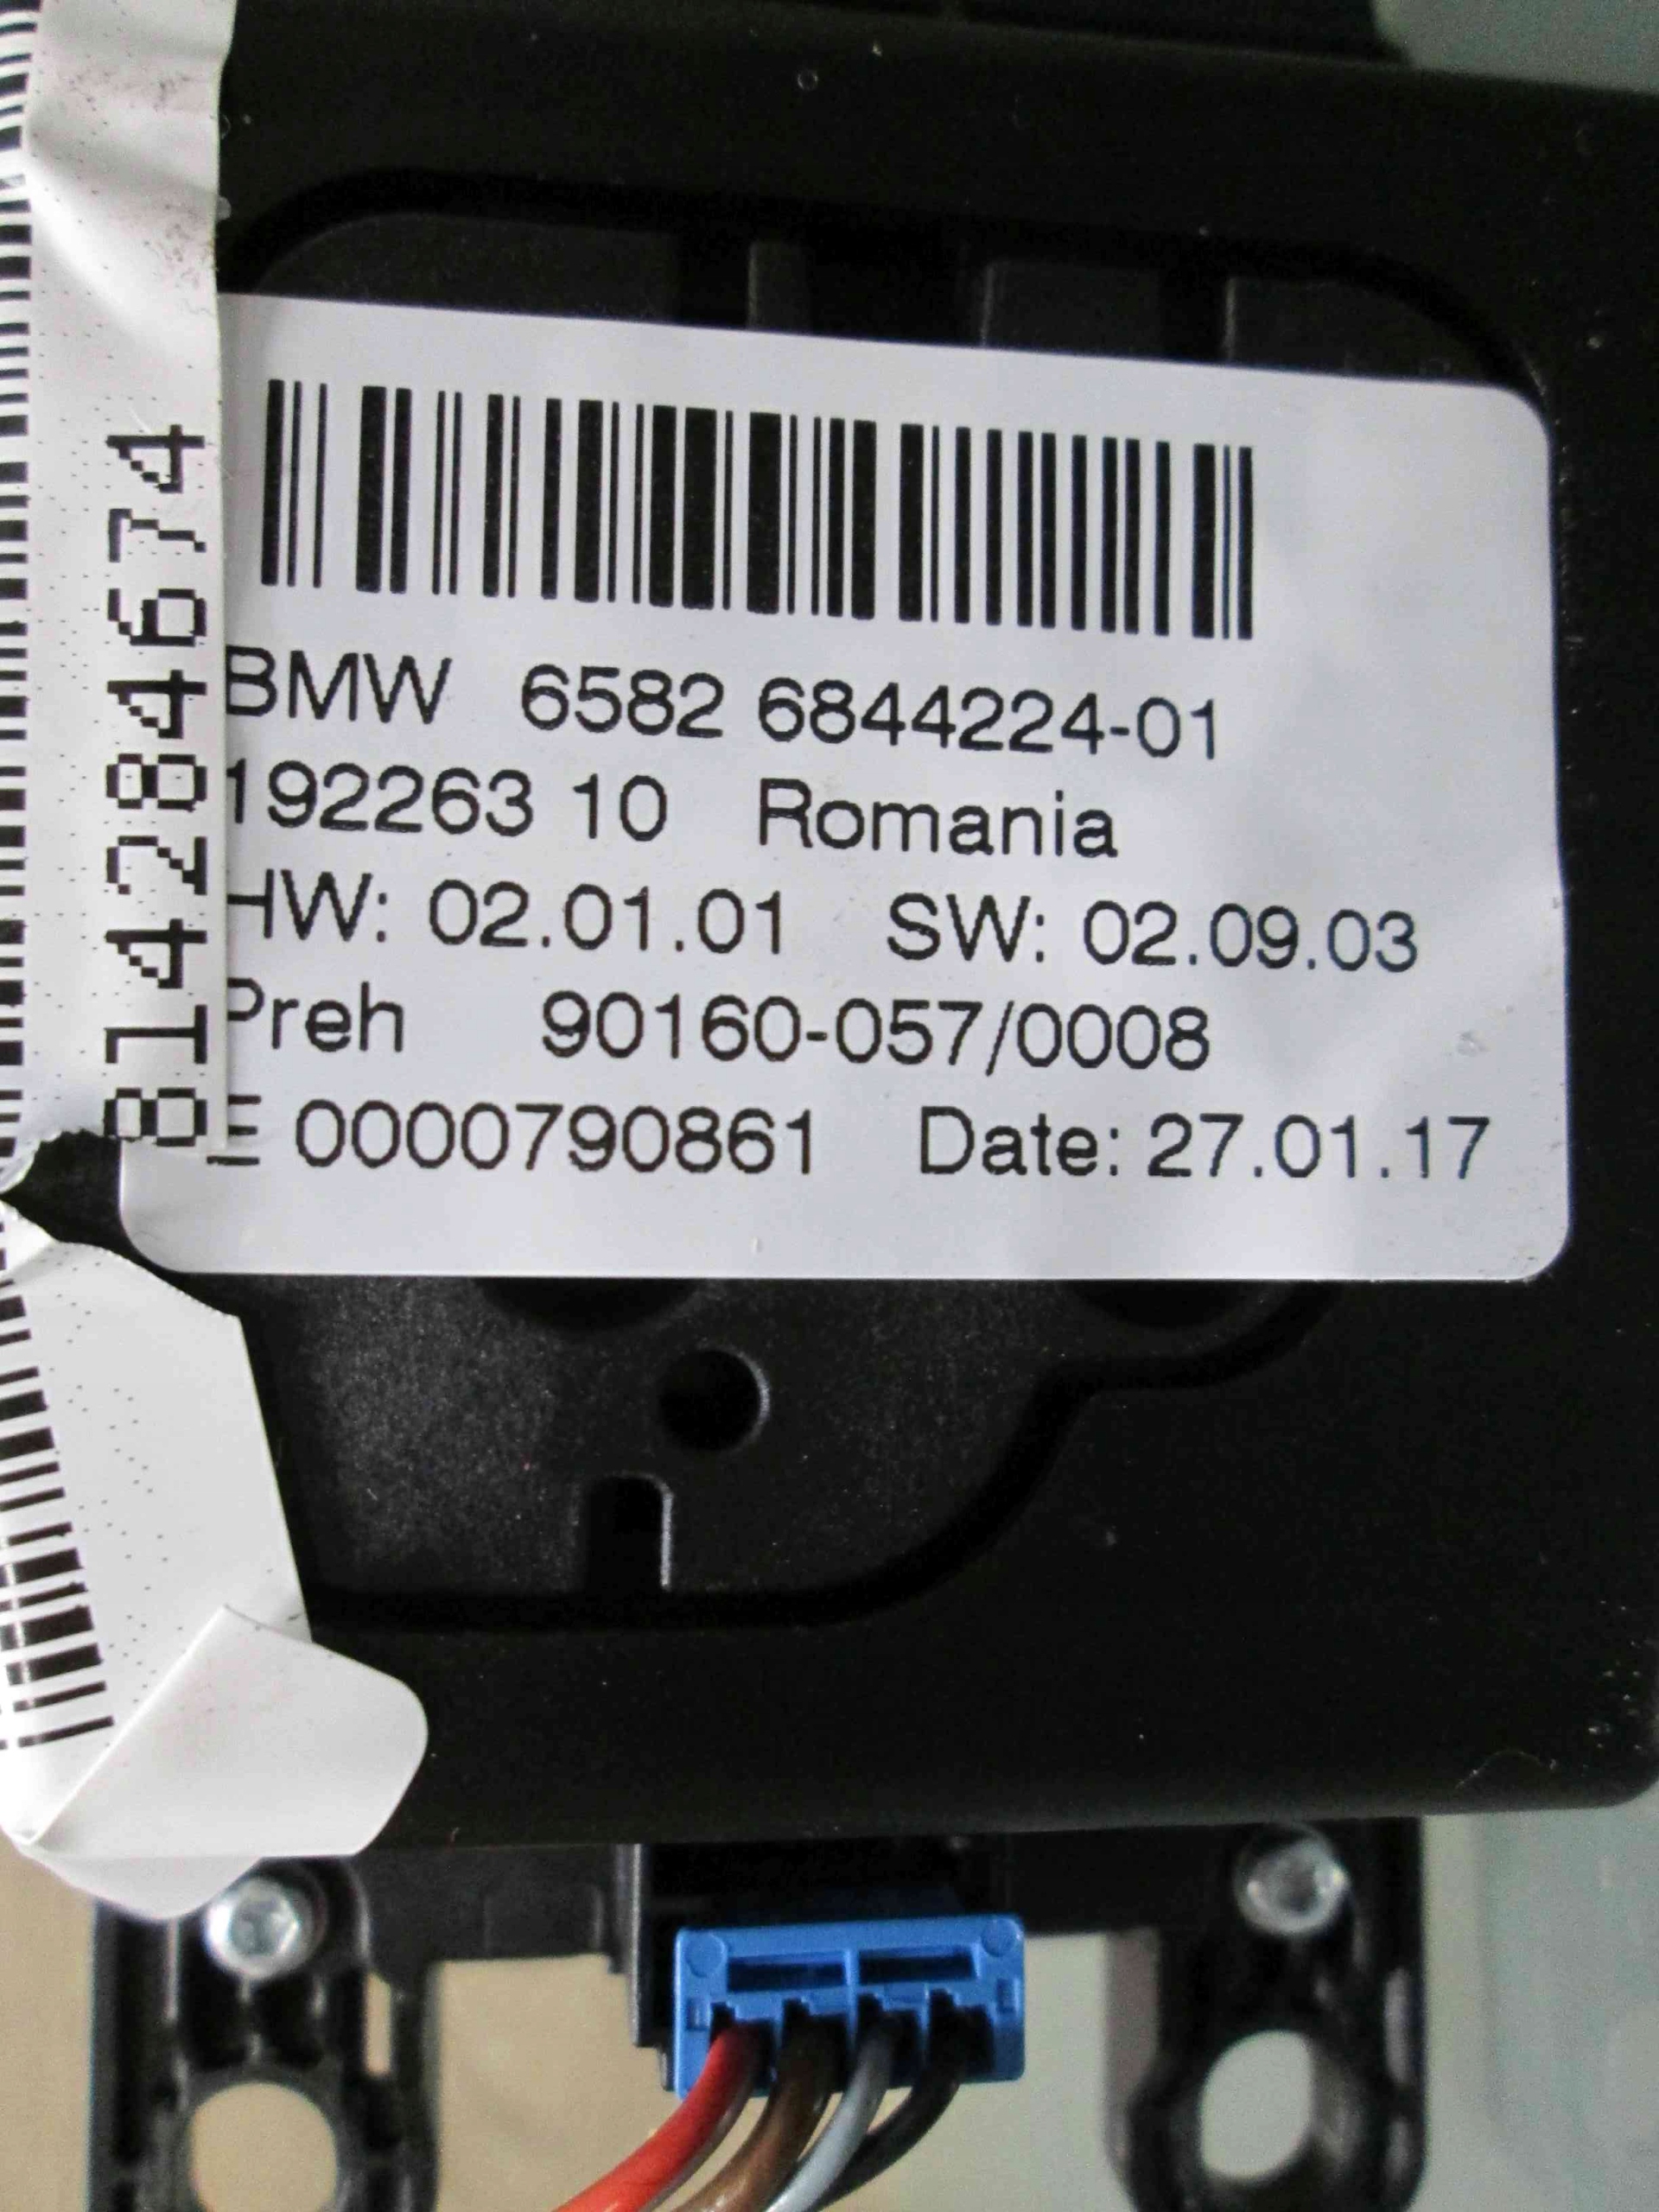 BMW 6582 6844224-01
192263 10 Romania
HW: 02.01.01 SW: 02.09.03
Preh 90160-057/0008
E 0000790861 Date: 27.01.17
814284674